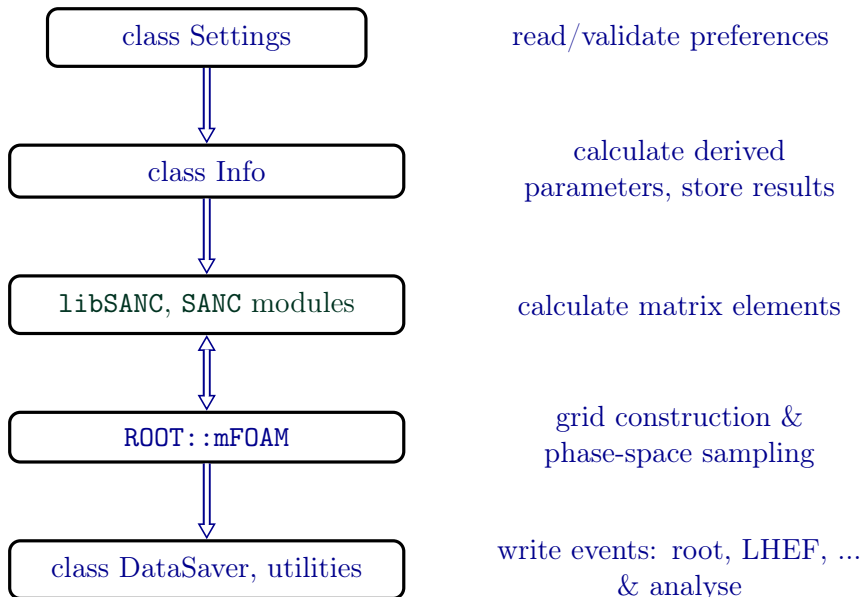 class Settings
read/validate preferences
class Info
calculate derived
parameters, store results
libSANC, SANC modules
calculate matrix elements
ROOT::mFOAM
grid construction &
phase-space sampling
class DataSaver, utilities
write events: root, LHEF, ...
& analyse